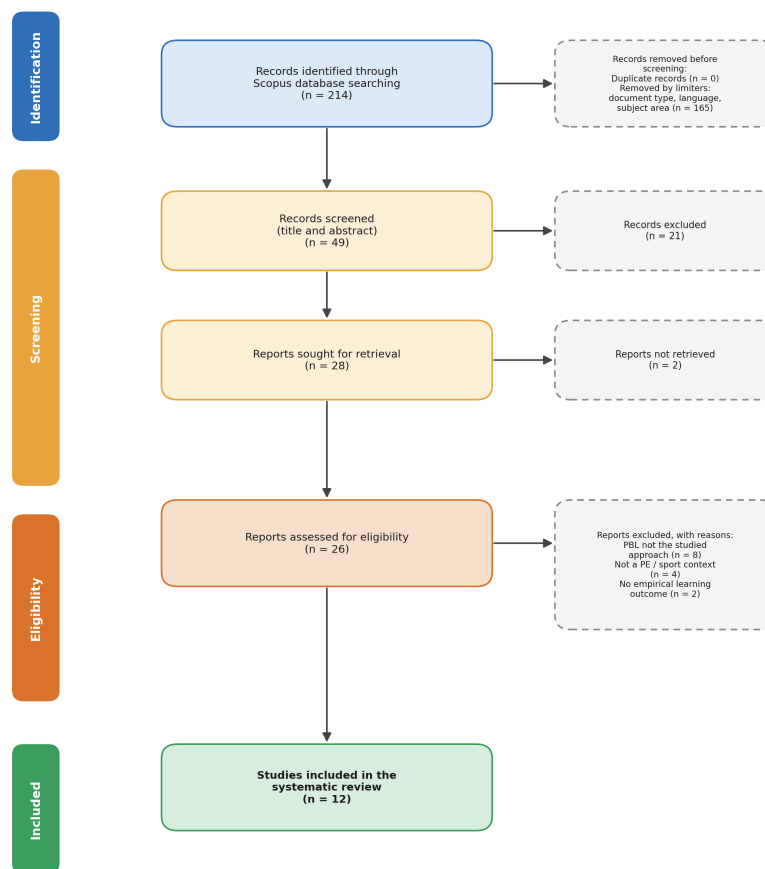 Identification
Records identified through
Scopus database searching
(n = 214)
Records removed before
screening:
Duplicate records (n = 0)
Removed by limiters:
document type, language,
subject area (n = 165)
Screening
Records screened
(title and abstract)
(n = 49)
Records excluded
(n = 21)
Reports sought for retrieval
(n = 28)
Reports not retrieved
(n = 2)
Eligibility
Reports assessed for eligibility
(n = 26)
Reports excluded, with reasons:
PBL not the studied
approach (n = 8)
Not a PE / sport context
(n = 4)
No empirical learning
outcome (n = 2)
Included
Studies included in the
systematic review
(n = 12)